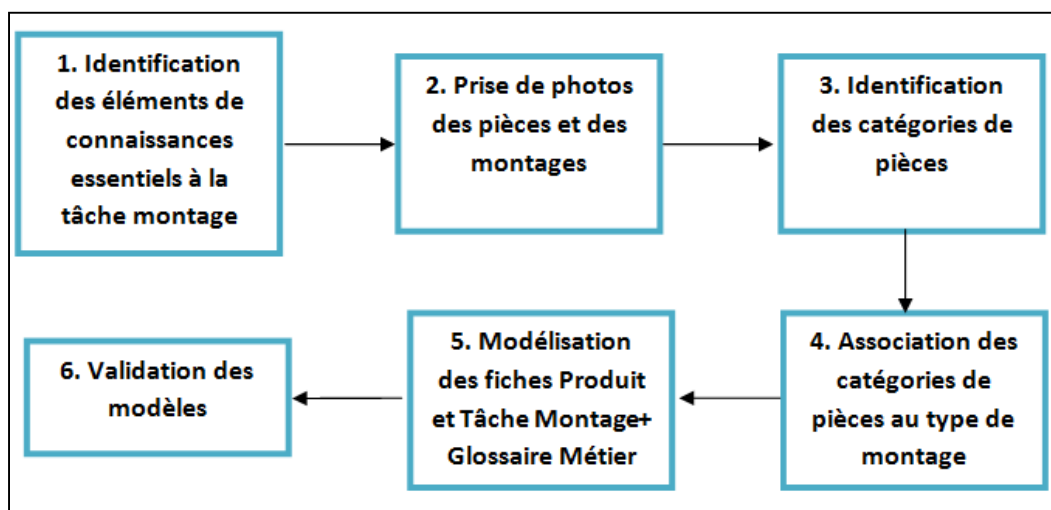 1. Identification
des éléments de
connaissances
essentiels à la
tâche montage
2. Prise de photos
des pièces et des
montages
3. Identification
des catégories de
pièces
4. Association des
catégories de
pièces au type de
montage
5. Modélisation
des fiches Produit
et Tâche Montage+
Glossaire Métier
6. Validation des
modèles